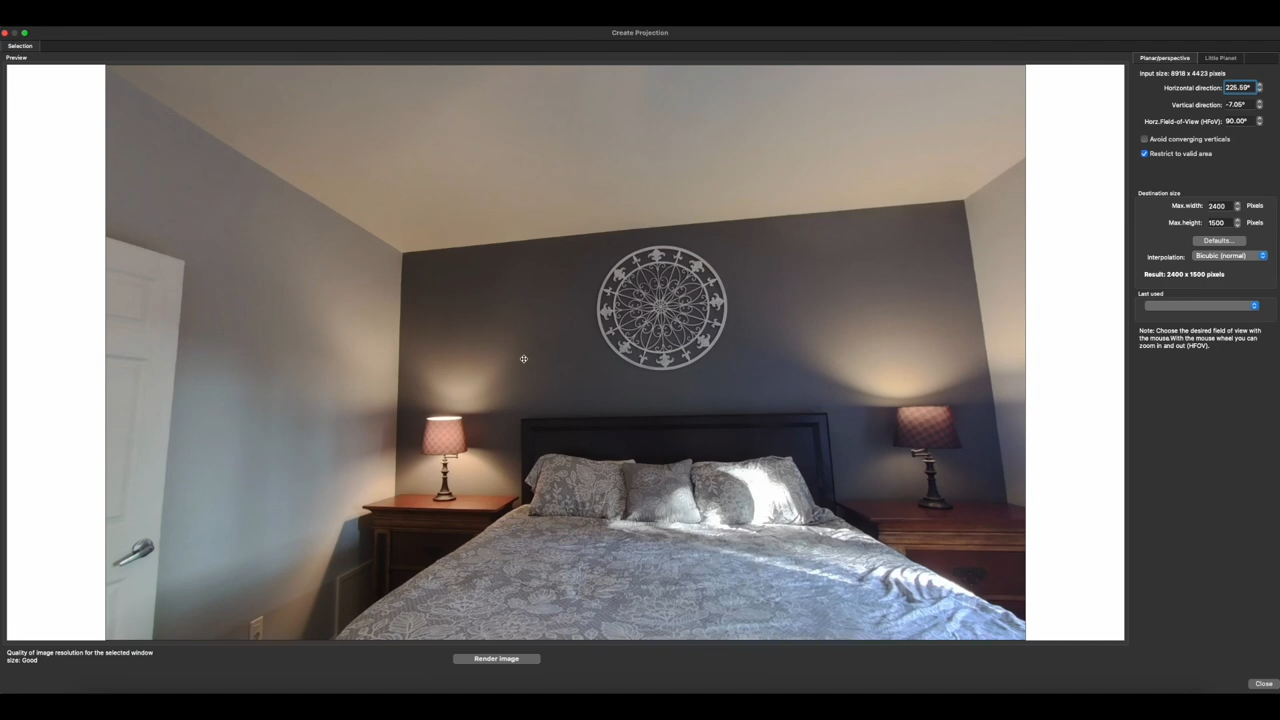 Create Projection
Selection
Preview
Planar/perspective
Little Planet
Input size: 8918 x 4423 pixels
Horizontal direction: 225.59°
Vertical direction: -7.05°
Horz.Field-of-View (HFoV): 90.00°
Avoid converging verticals
Restrict to valid area
Destination size
Max.width: 2400 Pixels
Max.height: 1500 Pixels
Defaults...
Interpolation: Bicubic (normal)
Result: 2400 x 1500 pixels
Last used
Note: Choose the desired field of view with
the mouse.With the mouse wheel you can
zoom in and out (HFOV).
Quality of image resolution for the selected window
size: Good
Render image
Close